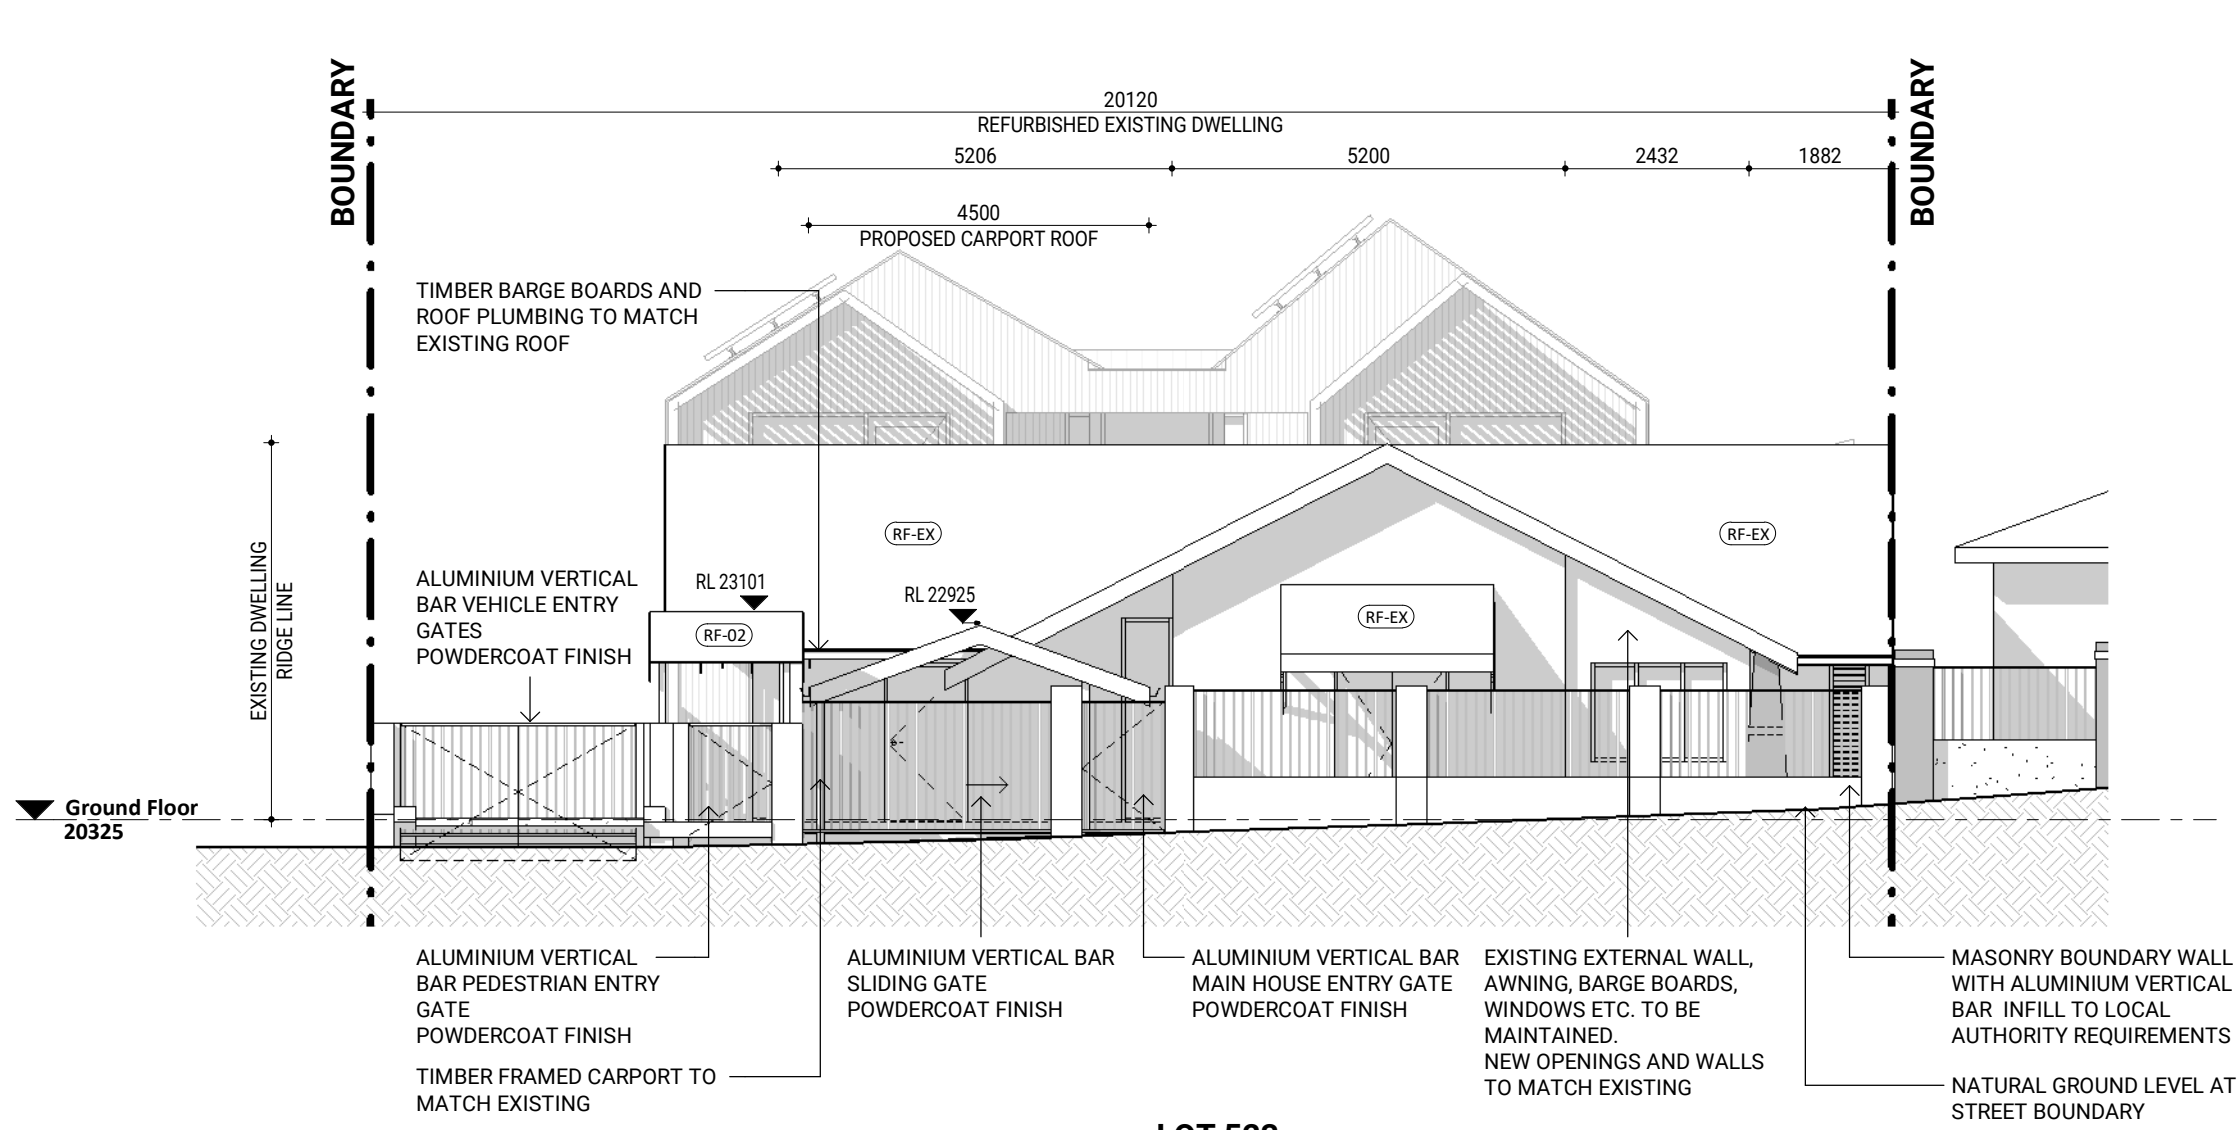 BOUNDARY
BOUNDARY
20120
REFURBISHED EXISTING DWELLING
5206
5200
2432
1882
4500
PROPOSED CARPORT ROOF
TIMBER BARGE BOARDS AND
ROOF PLUMBING TO MATCH
EXISTING ROOF
RF-EX
RF-EX
EXISTING DWELLING
RIDGE LINE
ALUMINIUM VERTICAL
BAR VEHICLE ENTRY
GATES
POWDERCOAT FINISH
RL 23101
RL 22925
RF-02
RF-EX
Ground Floor
20325
ALUMINIUM VERTICAL
BAR PEDESTRIAN ENTRY
GATE
POWDERCOAT FINISH
TIMBER FRAMED CARPORT TO
MATCH EXISTING
ALUMINIUM VERTICAL BAR
SLIDING GATE
POWDERCOAT FINISH
ALUMINIUM VERTICAL BAR
MAIN HOUSE ENTRY GATE
POWDERCOAT FINISH
EXISTING EXTERNAL WALL,
AWNING, BARGE BOARDS,
WINDOWS ETC. TO BE
MAINTAINED.
NEW OPENINGS AND WALLS
TO MATCH EXISTING
MASONRY BOUNDARY WALL
WITH ALUMINIUM VERTICAL
BAR INFILL TO LOCAL
AUTHORITY REQUIREMENTS
NATURAL GROUND LEVEL AT
STREET BOUNDARY
LOT